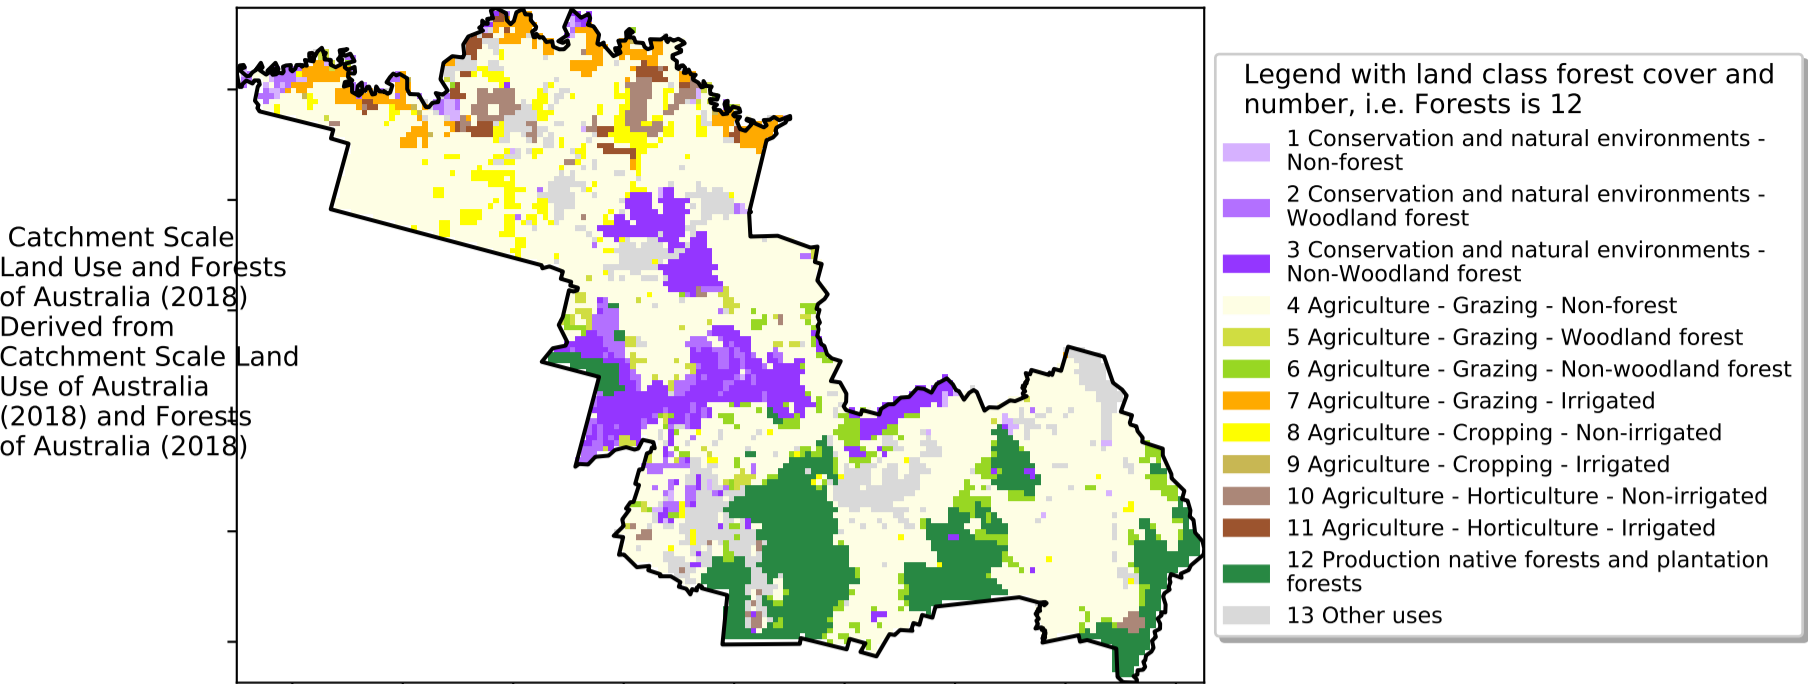 Catchment Scale
Land Use and Forests
of Australia (2018)
Derived from
Catchment Scale Land
Use of Australia
(2018) and Forests
of Australia (2018)
Legend with land class forest cover and
number, i.e. Forests is 12
1 Conservation and natural environments -
Non-forest
2 Conservation and natural environments -
Woodland forest
3 Conservation and natural environments -
Non-Woodland forest
4 Agriculture - Grazing - Non-forest
5 Agriculture - Grazing - Woodland forest
6 Agriculture - Grazing - Non-woodland forest
7 Agriculture - Grazing - Irrigated
8 Agriculture - Cropping - Non-irrigated
9 Agriculture - Cropping - Irrigated
10 Agriculture - Horticulture - Non-irrigated
11 Agriculture - Horticulture - Irrigated
12 Production native forests and plantation
forests
13 Other uses